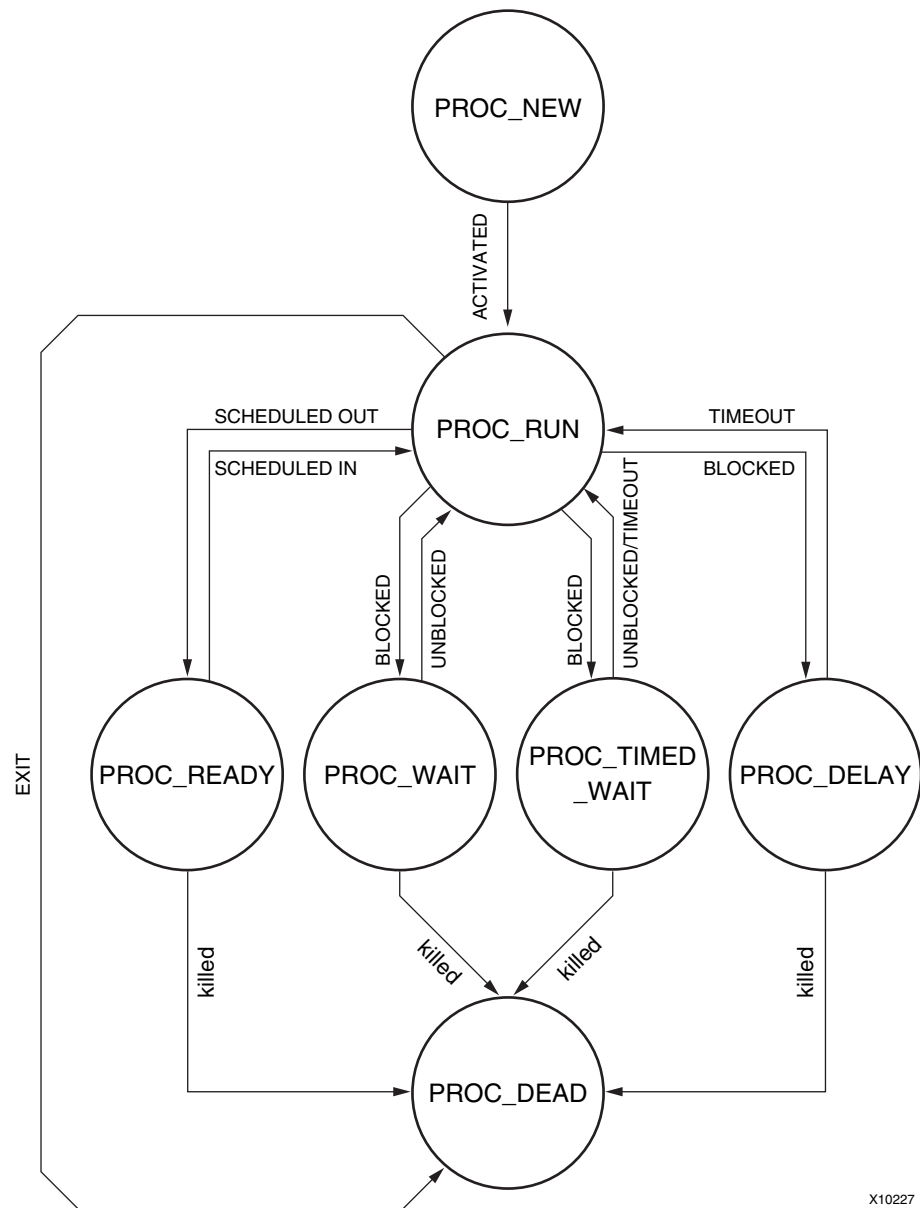 PROC_NEW
ACTIVATED
PROC_RUN
SCHEDULED OUT
SCHEDULED IN
TIMEOUT
BLOCKED
BLOCKED
UNBLOCKED
BLOCKED
UNBLOCKED/TIMEOUT
EXIT
PROC_READY
PROC_WAIT
PROC_TIMED
_WAIT
PROC_DELAY
killed
killed
killed
killed
PROC_DEAD
X10227